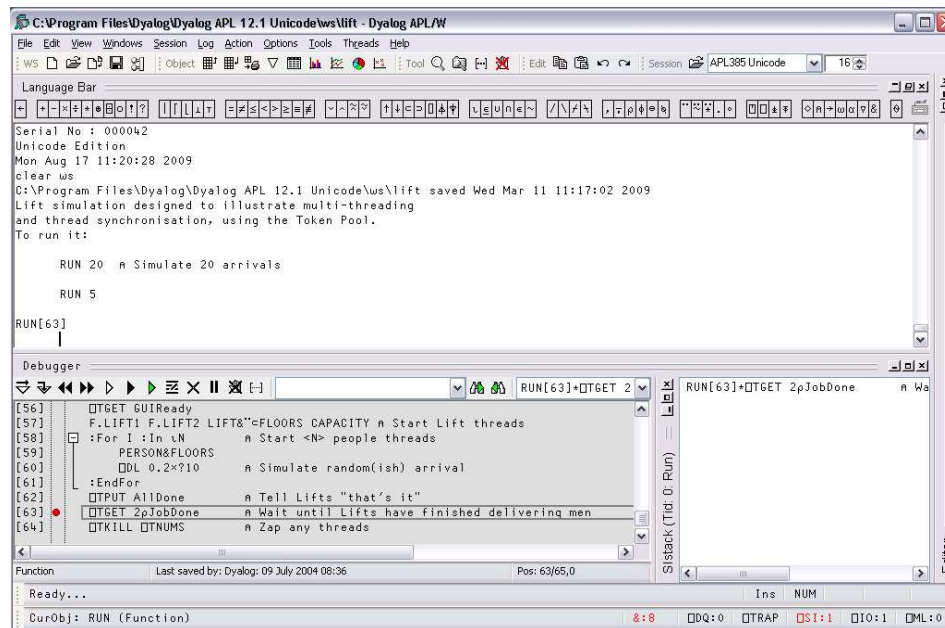 C:\Program Files\Dyalog\Dyalog APL 12.1 Unicode\ws\lift - Dyalog APL/W
File Edit View Windows Session Log Action Options Tools Threads Help
WS Object Tool Edit Session APL385 Unicode 16
Language Bar
Serial No : 000042
Unicode Edition
Mon Aug 17 11:20:28 2009
clear ws
C:\Program Files\Dyalog\Dyalog APL 12.1 Unicode\ws\lift saved Wed Mar 11 11:17:02 2009
Lift simulation designed to illustrate multi-threading
and thread synchronisation, using the Token Pool.
To run it:
RUN 20 ⍝ Simulate 20 arrivals
RUN 5
RUN[63]
Debugger
RUN[63]*⎕TGET 2
[56] ⎕TGET GUIReady
[57] F.LIFT1 F.LIFT2 LIFT&¨⊂FLOORS CAPACITY ⍝ Start Lift threads
[58] :For I :In ⍳N ⍝ Start <N> people threads
[59] PERSON&FLOORS
[60] ⎕DL 0.2×?10 ⍝ Simulate random(ish) arrival
[61] :EndFor
[62] ⎕TPUT AllDone ⍝ Tell Lifts "that's it"
[63] ⎕TGET 2⍴JobDone ⍝ Wait until Lifts have finished delivering men
[64] ⎕TKILL ⎕TNUMS ⍝ Zap any threads
Function Last saved by: Dyalog: 09 July 2004 08:36 Pos: 63/65,0
SIstack (Tid: 0: Run)
RUN[63]*⎕TGET 2⍴JobDone ⍝ Wa
Editor
Ready... Ins NUM
CurObj: RUN (Function) &:8 ⎕DQ:0 ⎕TRAP ⎕SI:1 ⎕IO:1 ⎕ML:0